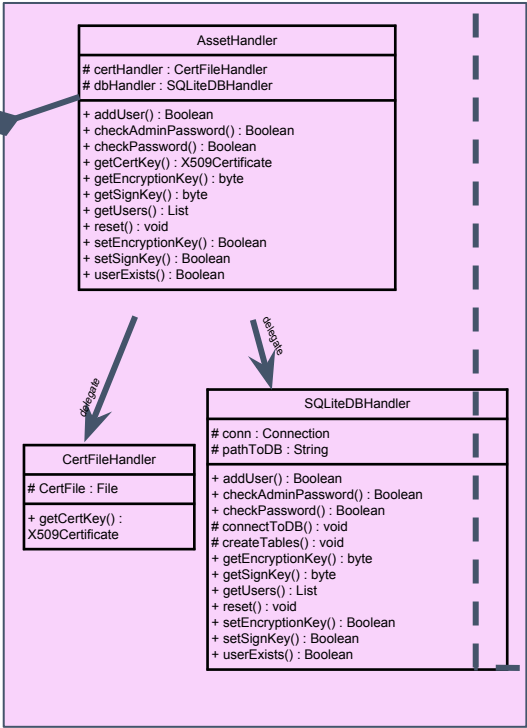 AssetHandler
# certHandler : CertFileHandler
# dbHandler : SQLiteDBHandler
+ addUser() : Boolean
+ checkAdminPassword() : Boolean
+ checkPassword() : Boolean
+ getCertKey() : X509Certificate
+ getEncryptionKey() : byte
+ getSignKey() : byte
+ getUsers() : List
+ reset() : void
+ setEncryptionKey() : Boolean
+ setSignKey() : Boolean
+ userExists() : Boolean
delegate
delegate
CertFileHandler
# CertFile : File
+ getCertKey() :
X509Certificate
SQLiteDBHandler
# conn : Connection
# pathToDB : String
+ addUser() : Boolean
+ checkAdminPassword() : Boolean
+ checkPassword() : Boolean
# connectToDB() : void
# createTables() : void
+ getEncryptionKey() : byte
+ getSignKey() : byte
+ getUsers() : List
+ reset() : void
+ setEncryptionKey() : Boolean
+ setSignKey() : Boolean
+ userExists() : Boolean